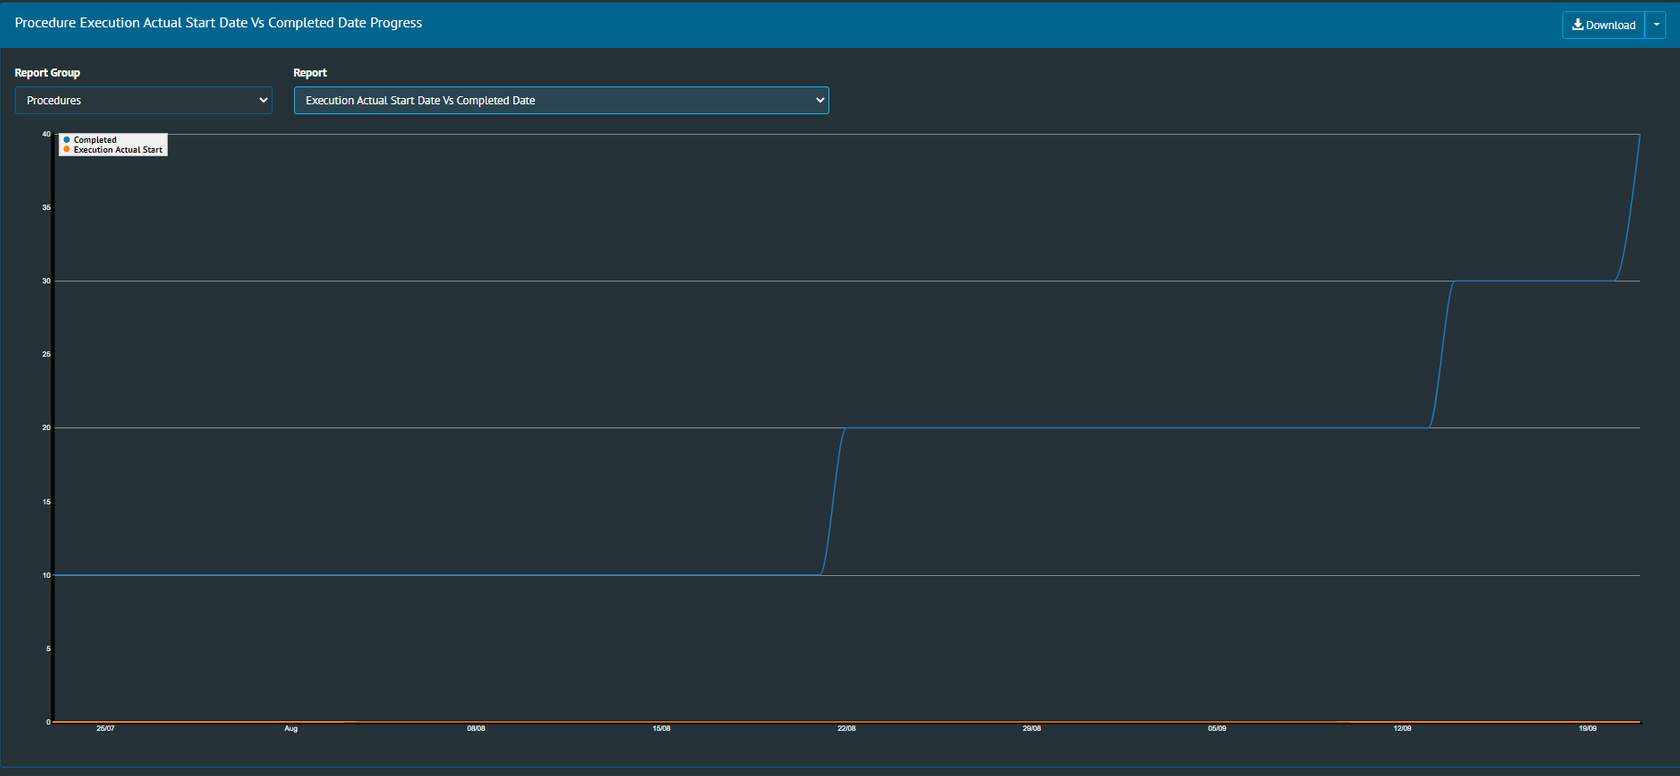 Procedure Execution Actual Start Date Vs Completed Date Progress
Download
Report Group
Report
Procedures
Execution Actual Start Date Vs Completed Date
Completed
Execution Actual Start
40
35
30
25
20
15
10
5
0
25/07 Aug 08/08 15/08 22/08 29/08 05/09 12/09 19/09